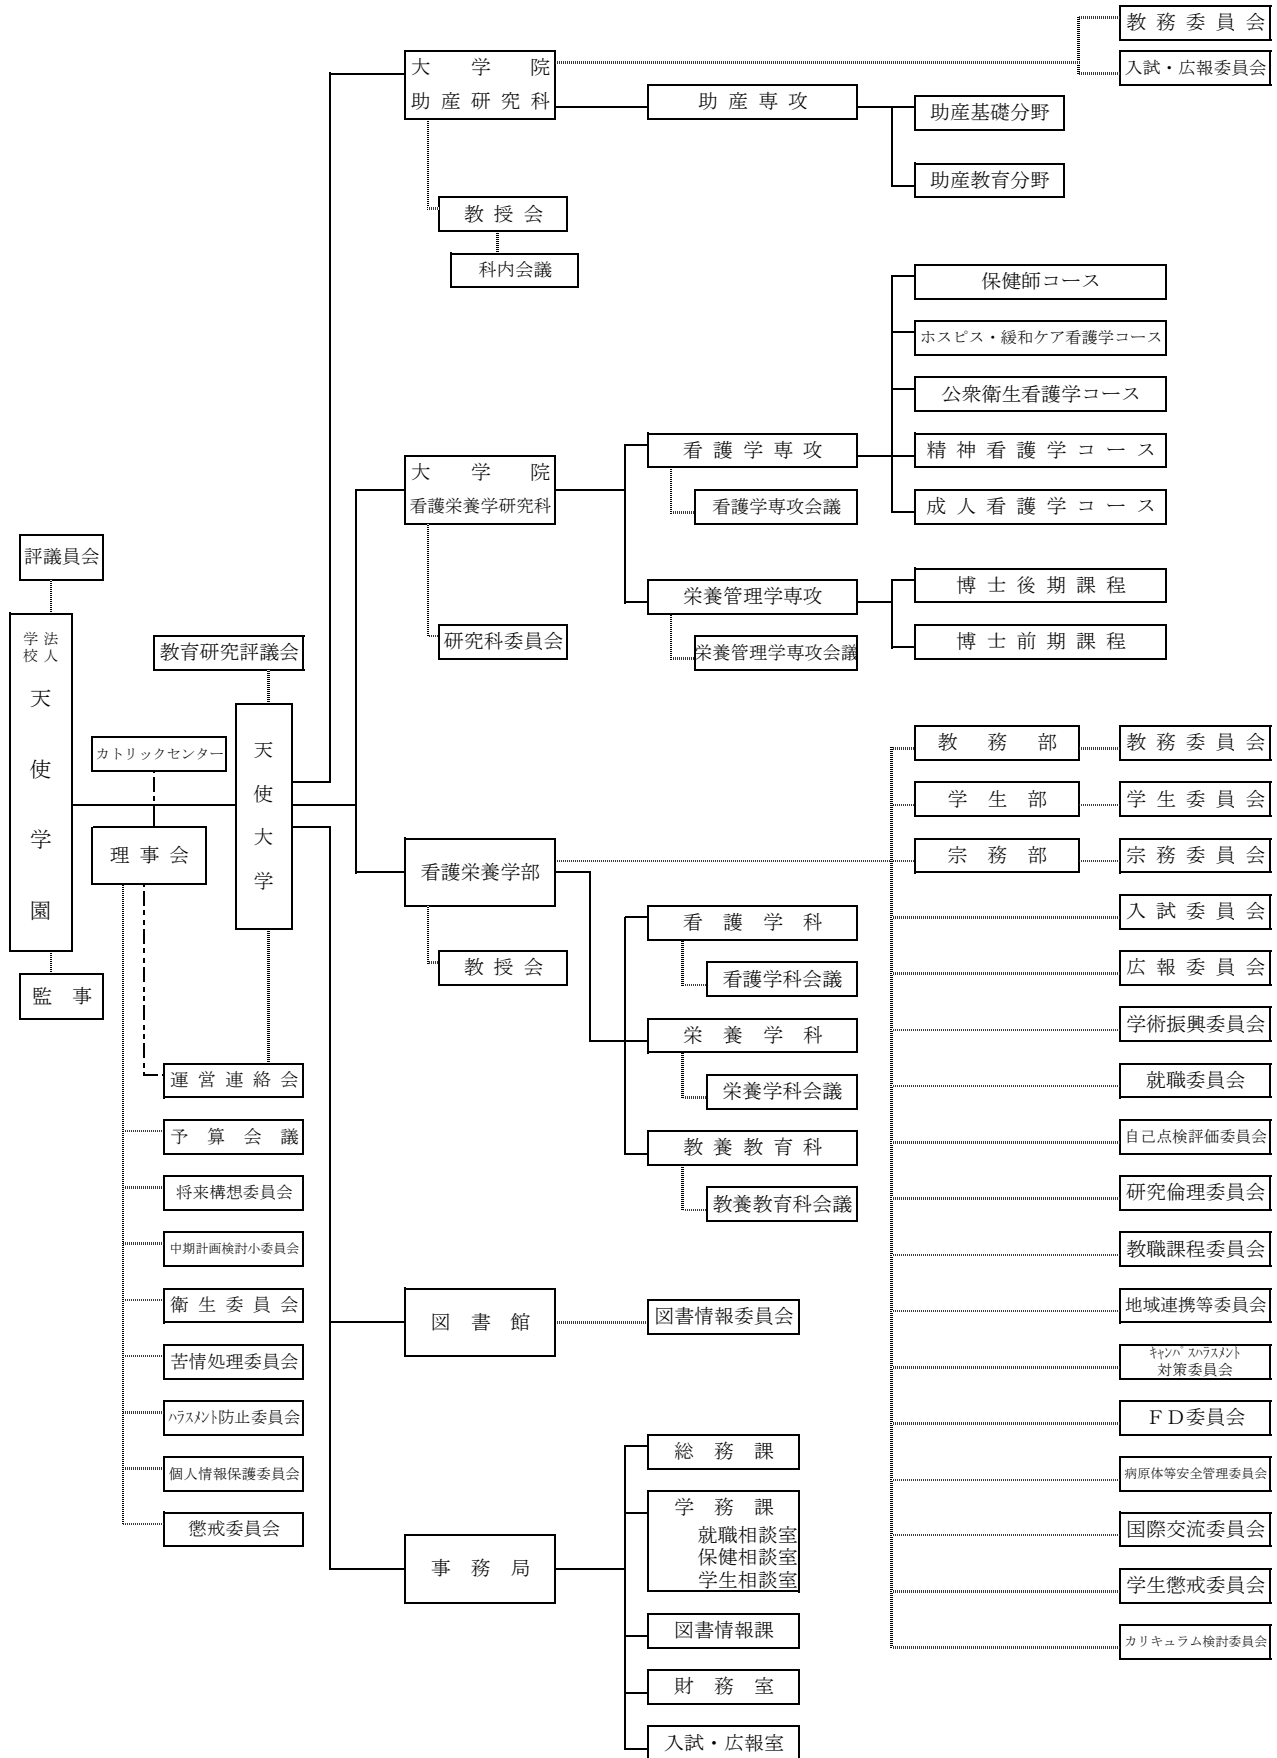 教務委員会
入試・広報委員会
大学院
助産研究科
助産専攻
助産基礎分野
助産教育分野
教授会
科内会議
保健師コース
ホスピス・緩和ケア看護学コース
公衆衛生看護学コース
精神看護学コース
成人看護学コース
大学院
看護栄養学研究科
看護学専攻
看護学専攻会議
栄養管理学専攻
栄養管理学専攻会議
博士後期課程
博士前期課程
研究科委員会
評議員会
学校法人
天使学園
監事
教育研究評議会
カトリックセンター
天使大学
理事会
運営連絡会
予算会議
将来構想委員会
中期計画検討小委員会
衛生委員会
苦情処理委員会
ﾊﾗｽﾒﾝﾄ防止委員会
個人情報保護委員会
懲戒委員会
看護栄養学部
教授会
看護学科
看護学科会議
栄養学科
栄養学科会議
教養教育科
教養教育科会議
教務部
教務委員会
学生部
学生委員会
宗務部
宗務委員会
入試委員会
広報委員会
学術振興委員会
就職委員会
自己点検評価委員会
研究倫理委員会
教職課程委員会
地域連携等委員会
ｷｬﾝﾊﾟｽﾊﾗｽﾒﾝﾄ
対策委員会
ＦＤ委員会
病原体等安全管理委員会
国際交流委員会
学生懲戒委員会
カリキュラム検討委員会
図書館
図書情報委員会
事務局
総務課
学務課
就職相談室
保健相談室
学生相談室
図書情報課
財務室
入試・広報室